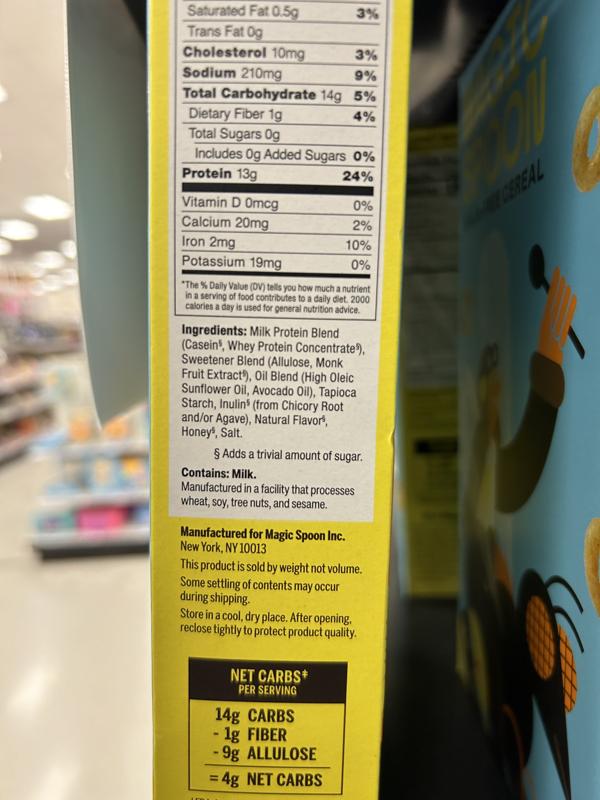 Saturated Fat 0.5g 3%
Trans Fat 0g
Cholesterol 10mg 3%
Sodium 210mg 9%
Total Carbohydrate 14g 5%
Dietary Fiber 1g 4%
Total Sugars 0g
Includes 0g Added Sugars 0%
Protein 13g 24%
Vitamin D 0mcg 0%
Calcium 20mg 2%
Iron 2mg 10%
Potassium 19mg 0%
*The % Daily Value (DV) tells you how much a nutrient
in a serving of food contributes to a daily diet. 2000
calories a day is used for general nutrition advice.
Ingredients: Milk Protein Blend
(Casein§, Whey Protein Concentrate§),
Sweetener Blend (Allulose, Monk
Fruit Extract§), Oil Blend (High Oleic
Sunflower Oil, Avocado Oil), Tapioca
Starch, Inulin§ (from Chicory Root
and/or Agave), Natural Flavor§,
Honey§, Salt.
§ Adds a trivial amount of sugar.
Contains: Milk.
Manufactured in a facility that processes
wheat, soy, tree nuts, and sesame.
Manufactured for Magic Spoon Inc.
New York, NY 10013
This product is sold by weight not volume.
Some settling of contents may occur
during shipping.
Store in a cool, dry place. After opening,
reclose tightly to protect product quality.
NET CARBS‡
PER SERVING
14g CARBS
- 1g FIBER
- 9g ALLULOSE
= 4g NET CARBS
MAGIC
SPOON
CEREAL